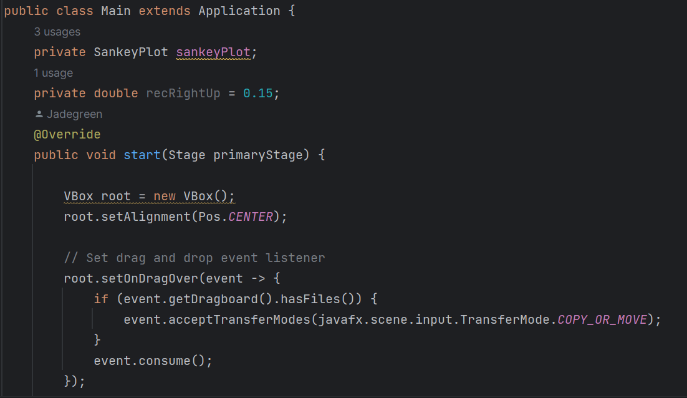 public class Main extends Application {
3 usages
private SankeyPlot sankeyPlot;
1 usage
private double recRightUp = 0.15;
Jadegreen
@Override
public void start(Stage primaryStage) {
VBox root = new VBox();
root.setAlignment(Pos.CENTER);
// Set drag and drop event listener
root.setOnDragOver(event -> {
if (event.getDragboard().hasFiles()) {
event.acceptTransferModes(javafx.scene.input.TransferMode.COPY_OR_MOVE);
}
event.consume();
});